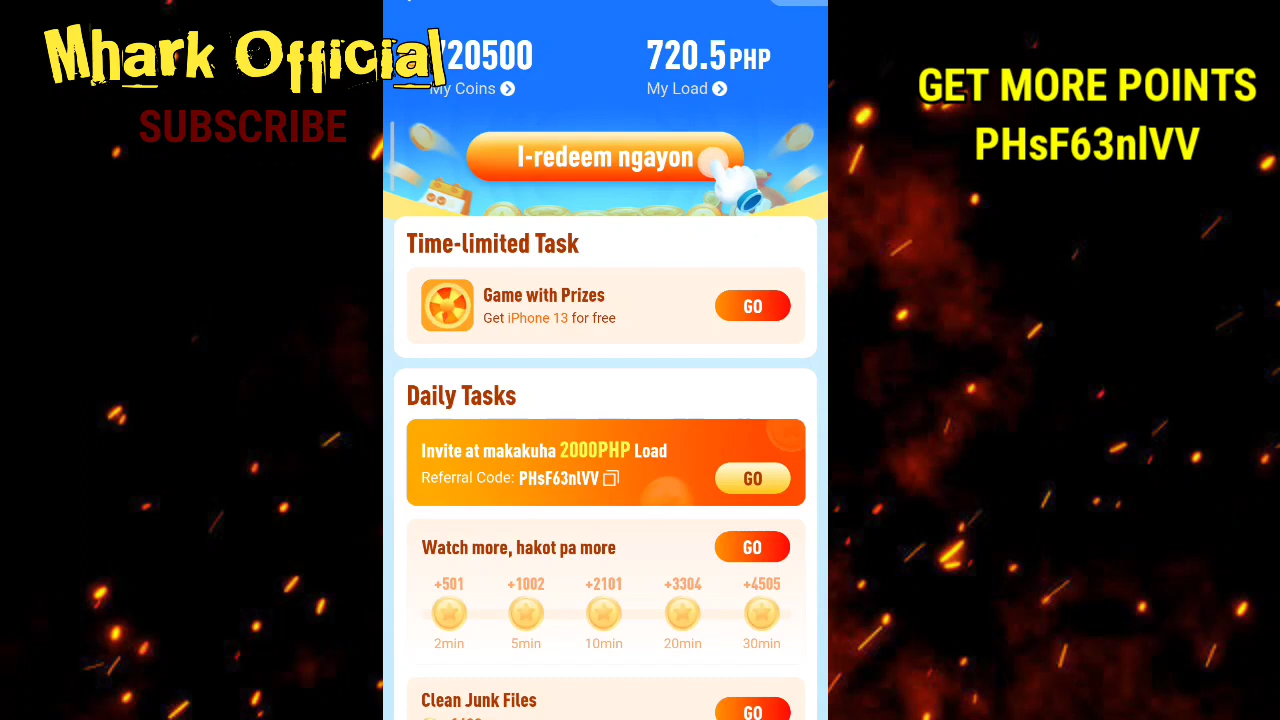 Mhark Official
SUBSCRIBE
720500
720.5PHP
My Coins
My Load
GET MORE POINTS
PHsF63nlVV
I-redeem ngayon
Time-limited Task
Game with Prizes
Get iPhone 13 for free
GO
Daily Tasks
Invite at makakuha 2000PHP Load
Referral Code: PHsF63nlVV
GO
Watch more, hakot pa more
GO
+501 +1002 +2101 +3304 +4505
2min 5min 10min 20min 30min
Clean Junk Files
GO